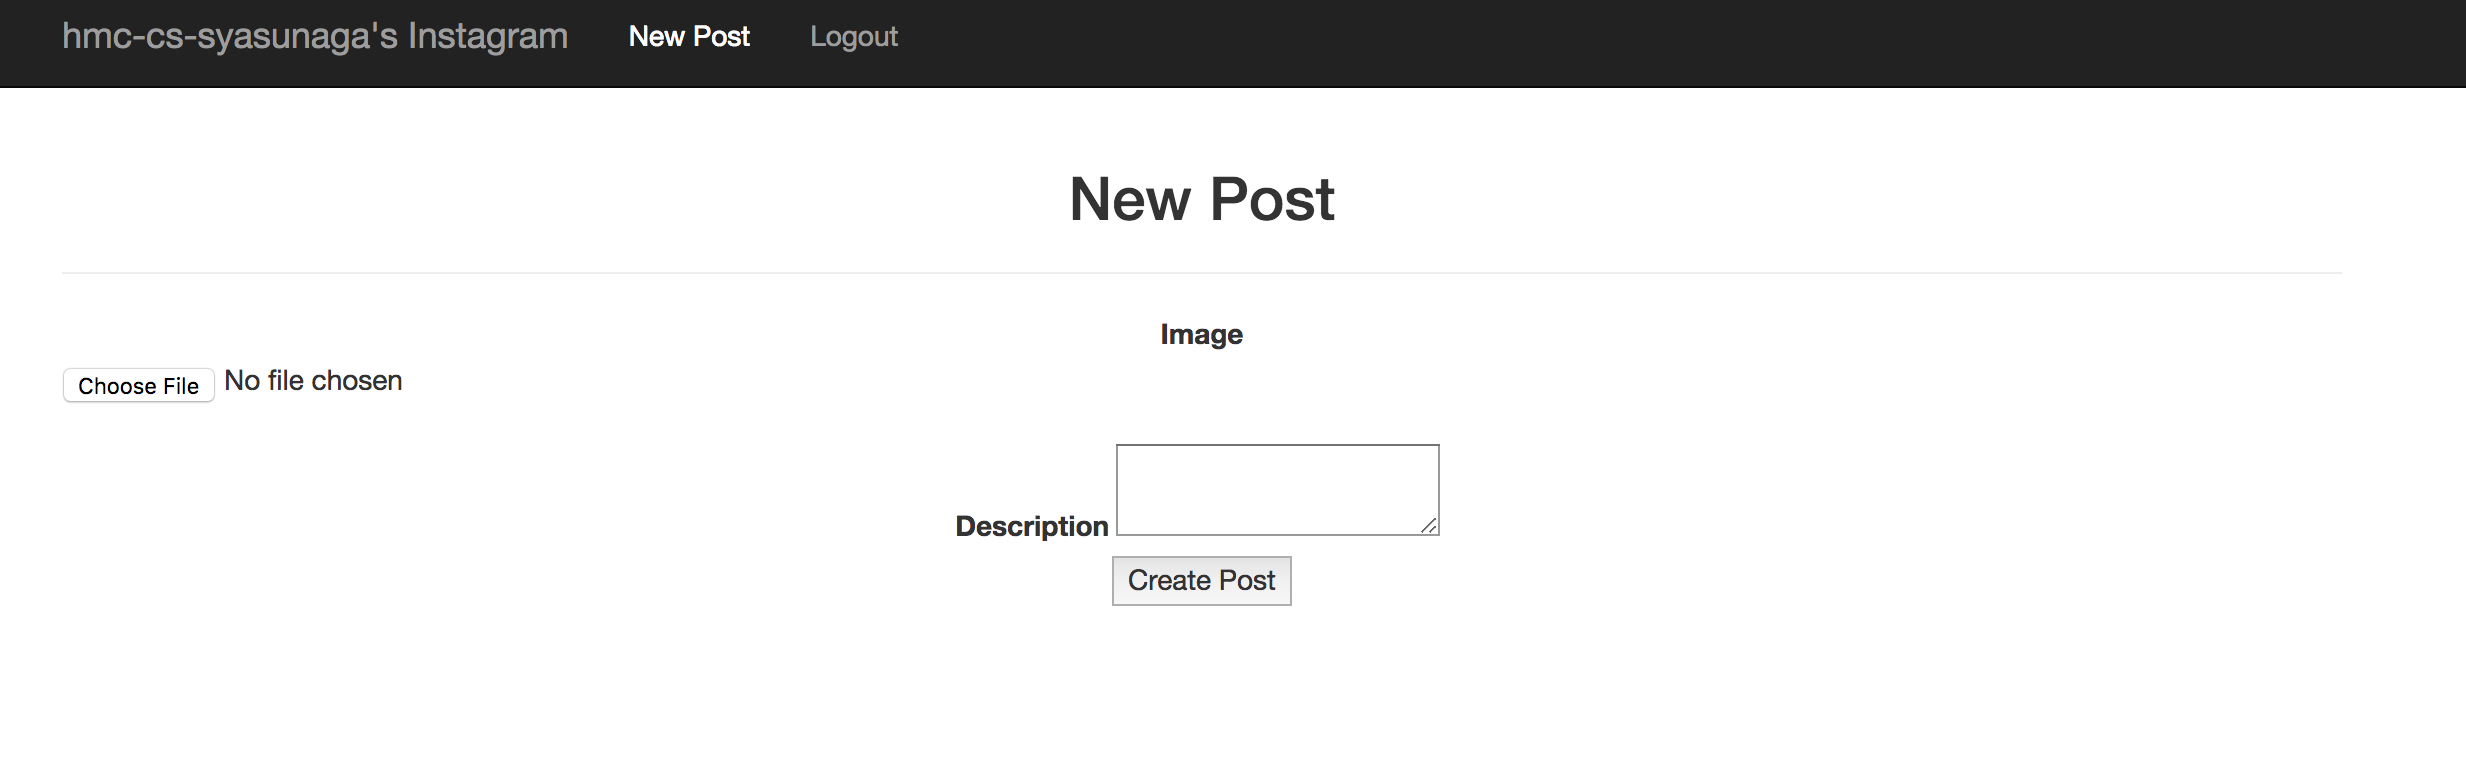 hmc-cs-syasunaga's Instagram New Post Logout
New Post
Image
Choose File No file chosen
Description
Create Post